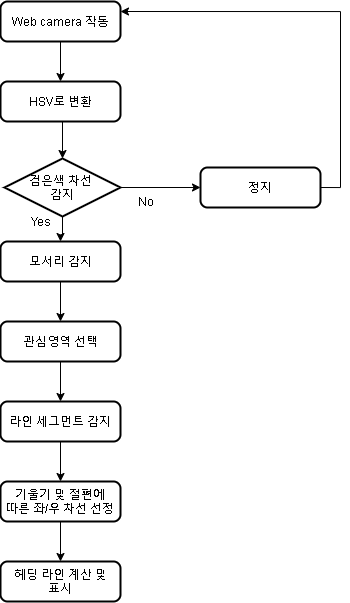 Web camera 작동
HSV로 변환
검은색 차선
감지
No
정지
Yes
모서리 감지
관심영역 선택
라인 세그먼트 감지
기울기 및 절편에
따른 좌/우 차선 선정
헤딩 라인 계산 및
표시